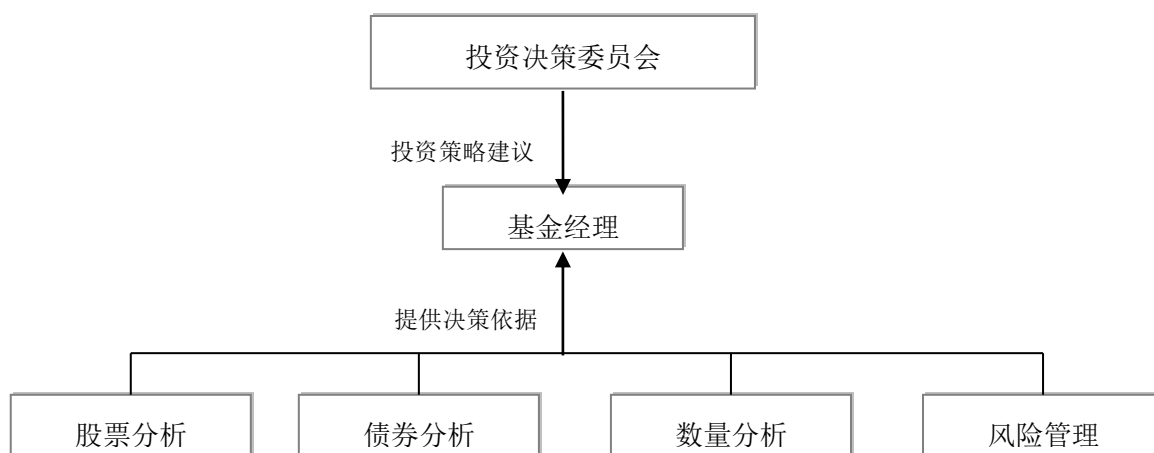 投资决策委员会
投资策略建议
基金经理
提供决策依据
股票分析
债券分析
数量分析
风险管理